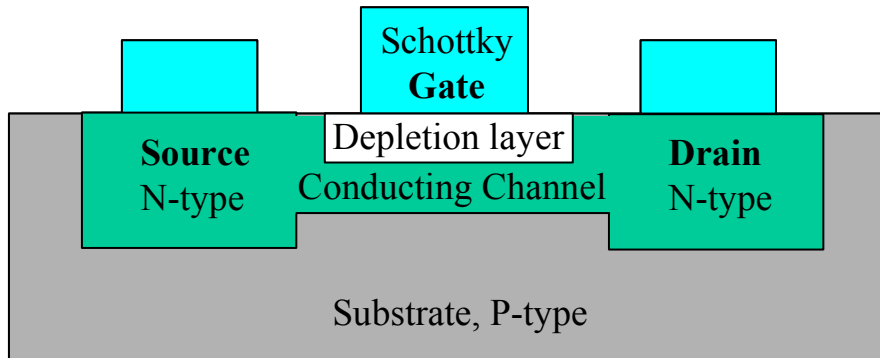 Schottky
Gate
Depletion layer
Source
N-type
Drain
N-type
Conducting Channel
Substrate, P-type